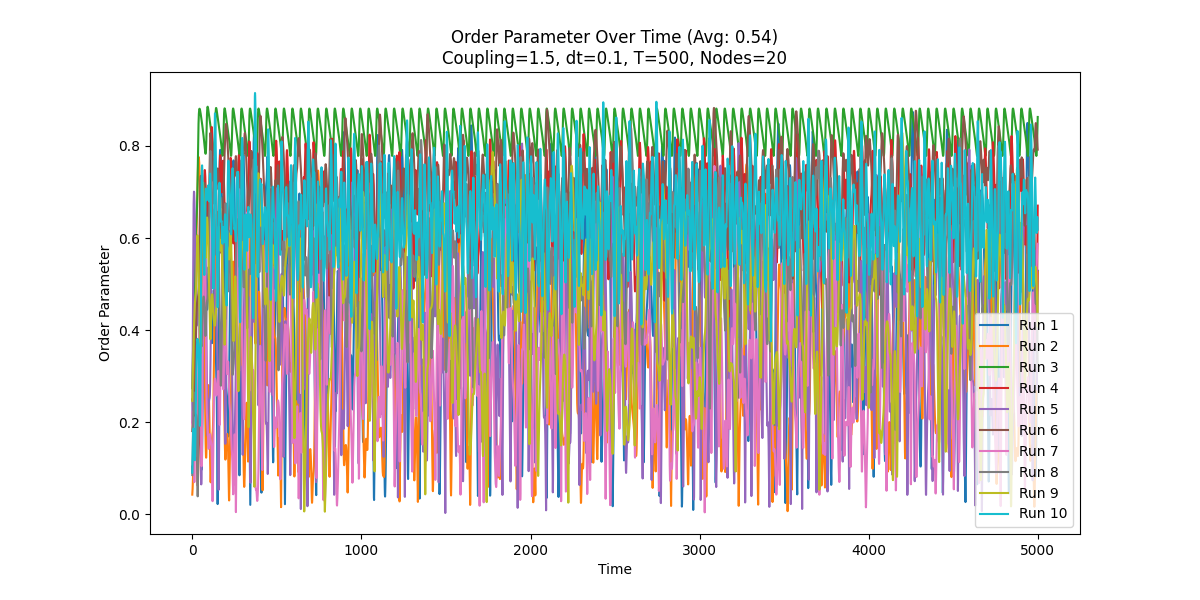 Order Parameter Over Time (Avg: 0.54)
Coupling=1.5, dt=0.1, T=500, Nodes=20
Order Parameter
0.8
0.6
0.4
0.2
0.0
Run 1
Run 2
Run 3
Run 4
Run 5
Run 6
Run 7
Run 8
Run 9
Run 10
0 1000 2000 3000 4000 5000
Time